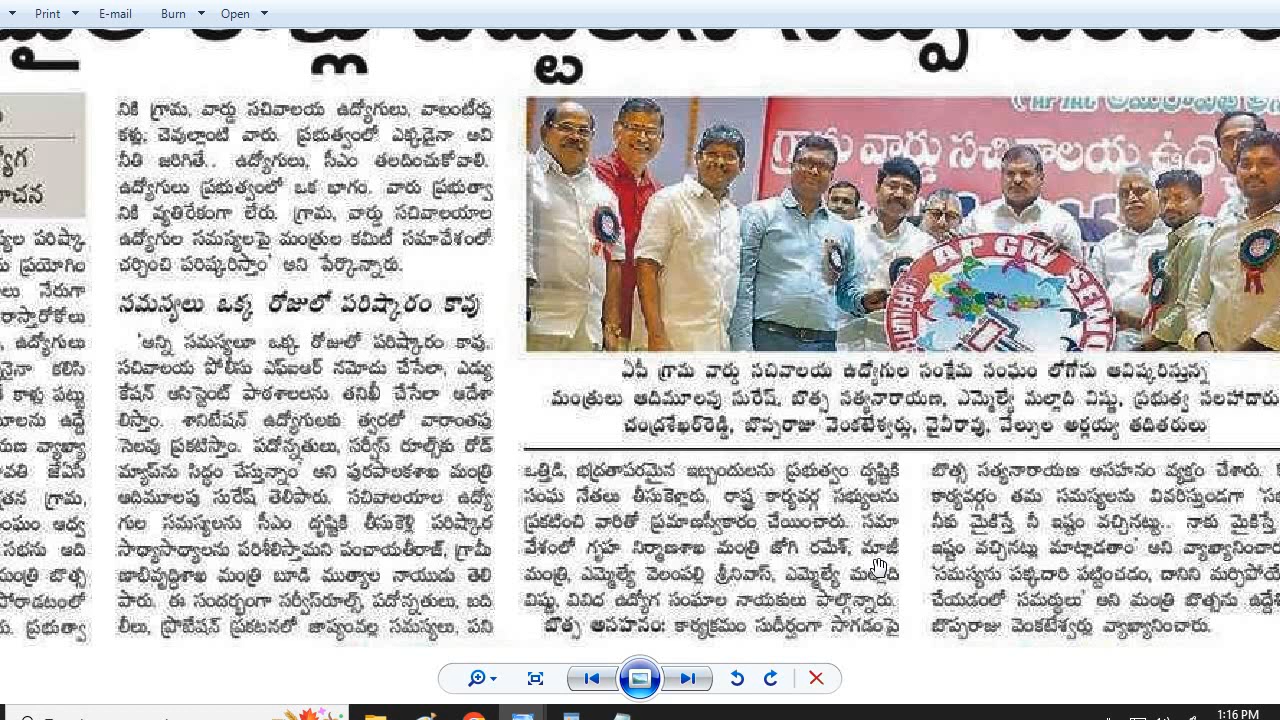 Print E-mail Burn Open
ద్యోగ
చన
నికి గ్రామ, వార్డు సచివాలయ ఉద్యోగులు, వాలంటీర్లు
కళ్లు, చెవుల్లాంటి వారు. ప్రభుత్వంలో ఎక్కడైనా అవి
నీతి జరిగితే.. ఉద్యోగులు, సీఎం తలదించుకోవాలి.
ఉద్యోగులు ప్రభుత్వంలో ఒక భాగం. వారు ప్రభుత్వా
నికి వ్యతిరేకంగా లేరు. గ్రామ, వార్డు సచివాలయాల
ఉద్యోగుల సమస్యలపై మంత్రుల కమిటీ సమావేశంలో
చర్చించి పరిష్కరిస్తాం' అని పేర్కొన్నారు.
సమస్యలు ఒక్క రోజులో పరిష్కారం కావు
'అన్ని సమస్యలూ ఒక్క రోజులో పరిష్కారం కావు.
సచివాలయ పోలీసు ఎఫ్ఐఆర్ నమోదు చేసేలా, ఎడ్యు
కేషన్ అసిస్టెంట్ పాఠశాలలను తనిఖీ చేసేలా ఆదేశా
లిస్తాం. శానిటేషన్ ఉద్యోగులకు త్వరలో వారాంతపు
సెలవు ప్రకటిస్తాం. పదోన్నతులు, సర్వీస్ రూల్స్‌కు రోడ్
మ్యాప్‌ను సిద్ధం చేస్తున్నాం' అని పురపాలకశాఖ మంత్రి
ఆదిమూలపు సురేష్ తెలిపారు. సచివాలయాల ఉద్యో
గుల సమస్యలను సీఎం దృష్టికి తీసుకెళ్లి పరిష్కార
సాధ్యాసాధ్యాలను పరిశీలిస్తామని పంచాయతీరాజ్, గ్రామీ
ణాభివృద్ధిశాఖ మంత్రి బూడి ముత్యాల నాయుడు తెలి
పారు. ఈ సందర్భంగా సర్వీస్‌రూల్స్, పదోన్నతులు, బది
లీలు, ప్రొబేషన్ ప్రకటనలో జాప్యంవల్ల సమస్యలు, పని
గ్రామ వార్డు సచివాలయ ఉద్యో
AP GW SEWO
ఏపీ గ్రామ వార్డు సచివాలయ ఉద్యోగుల సంక్షేమ సంఘం లోగోను ఆవిష్కరిస్తున్న
మంత్రులు ఆదిమూలపు సురేష్, బొత్స సత్యనారాయణ, ఎమ్మెల్యే మల్లాది విష్ణు, ప్రభుత్వ సలహాదారు
చంద్రశేఖర్‌రెడ్డి, బొప్పరాజు వెంకటేశ్వర్లు, వైవీరావు, వేల్పుల అర్లయ్య తదితరులు
ఒత్తిడి, భద్రతాపరమైన ఇబ్బందులను ప్రభుత్వం దృష్టికి
సంఘ నేతలు తీసుకెళ్లారు. రాష్ట్ర కార్యవర్గ సభ్యులను
ప్రకటించి వారితో ప్రమాణస్వీకారం చేయించారు. సమా
వేశంలో గృహ నిర్మాణశాఖ మంత్రి జోగి రమేశ్, మాజీ
మంత్రి, ఎమ్మెల్యే వెలంపల్లి శ్రీనివాస్, ఎమ్మెల్యే
విష్ణు, వివిధ ఉద్యోగ సంఘాల నాయకులు పాల్గొన్నారు.
బొత్స అసహనం: కార్యక్రమం సుదీర్ఘంగా సాగడంపై
బొత్స సత్యనారాయణ అసహనం వ్యక్తం చేశారు.
కార్యవర్గం తమ సమస్యలను వివరిస్తుండగా
నీకు మైకిస్తే నీ ఇష్టం వచ్చినట్టు.. నాకు మైకిస్తే
ఇష్టం వచ్చినట్లు మాట్లాడతాం' అని వ్యాఖ్యానించార
'సమస్యను పక్కదారి పట్టించడం, దానిని మర్చిపోయే
చేయడంలో సమర్థులు' అని మంత్రి బొత్సను ఉద్దే
బొప్పరాజు వెంకటేశ్వర్లు వ్యాఖ్యానించారు.
1:16 PM